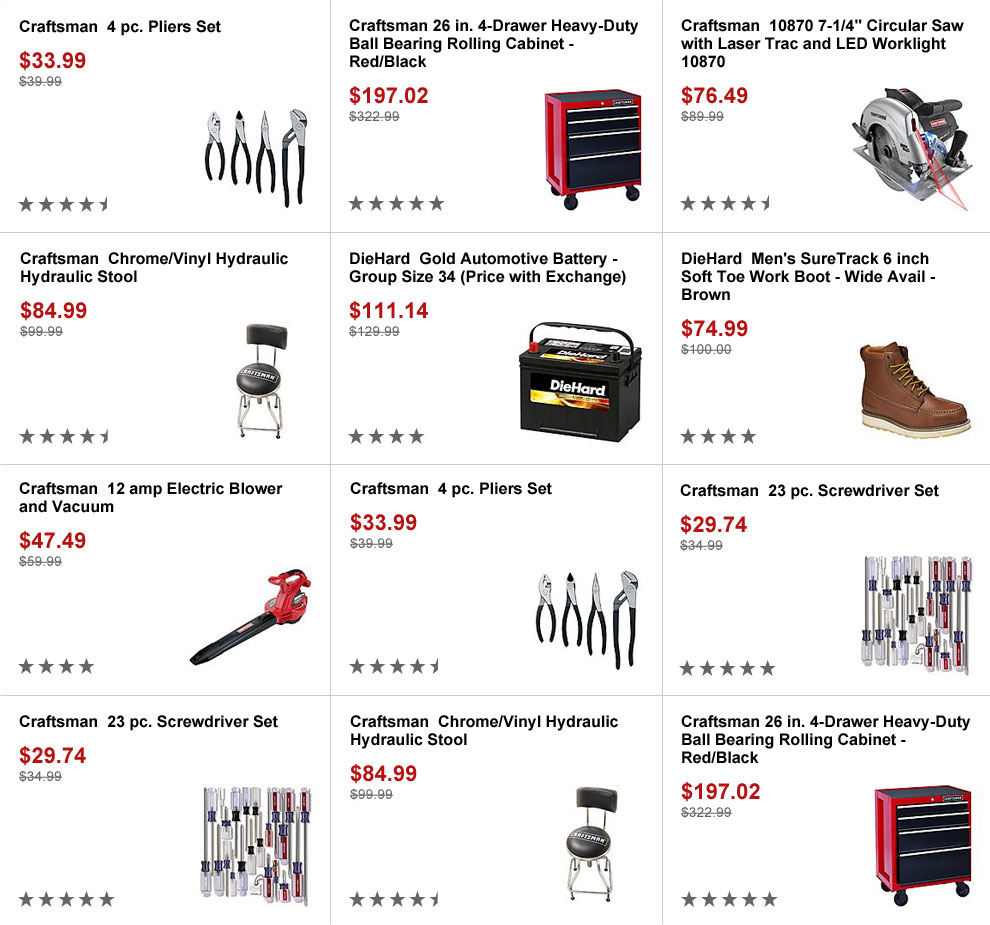 Craftsman 4 pc. Pliers Set
$33.99
$39.99
Craftsman 26 in. 4-Drawer Heavy-Duty
Ball Bearing Rolling Cabinet -
Red/Black
$197.02
$322.99
CRAFTSMAN
Craftsman 10870 7-1/4" Circular Saw
with Laser Trac and LED Worklight
10870
$76.49
$89.99
Craftsman Chrome/Vinyl Hydraulic
Hydraulic Stool
$84.99
$99.99
CRAFTSMAN
DieHard Gold Automotive Battery -
Group Size 34 (Price with Exchange)
$111.14
$129.99
DieHard
DieHard
DieHard Men's SureTrack 6 inch
Soft Toe Work Boot - Wide Avail -
Brown
$74.99
$100.00
Craftsman 12 amp Electric Blower
and Vacuum
$47.49
$59.99
Craftsman 4 pc. Pliers Set
$33.99
$39.99
Craftsman 23 pc. Screwdriver Set
$29.74
$34.99
Craftsman 23 pc. Screwdriver Set
$29.74
$34.99
Craftsman Chrome/Vinyl Hydraulic
Hydraulic Stool
$84.99
$99.99
CRAFTSMAN
Craftsman 26 in. 4-Drawer Heavy-Duty
Ball Bearing Rolling Cabinet -
Red/Black
$197.02
$322.99
CRAFTSMAN